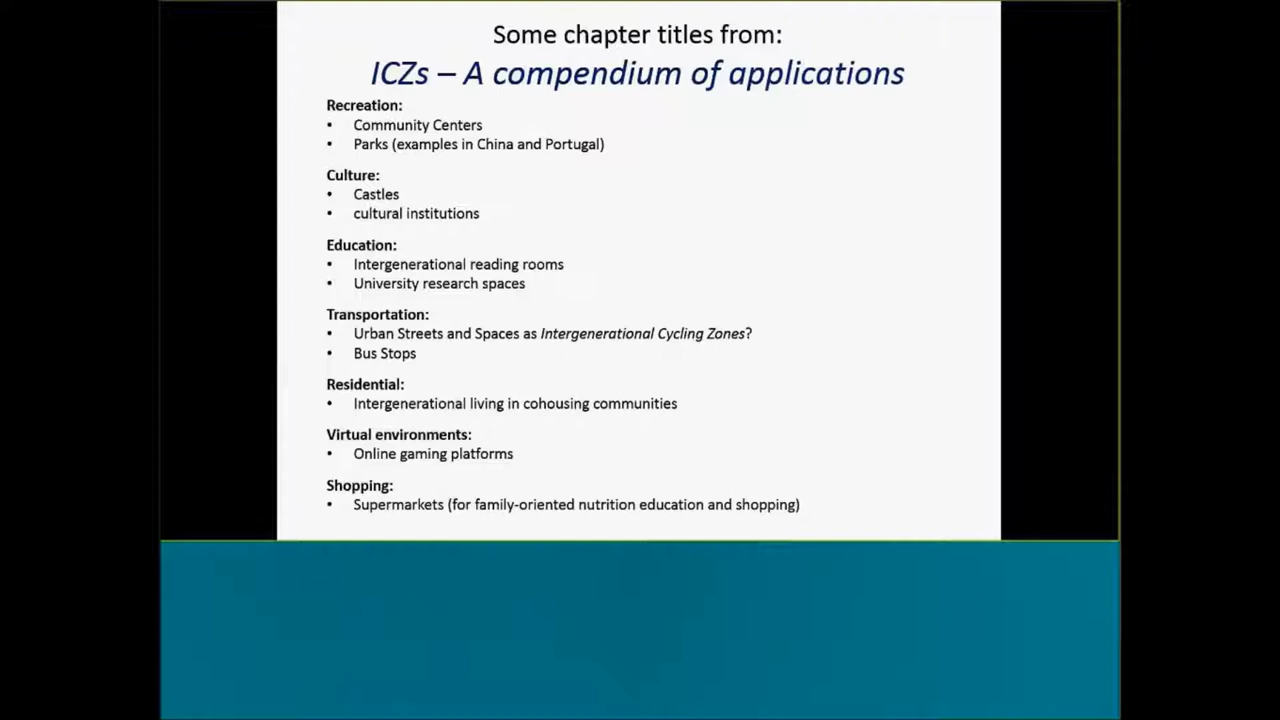 Some chapter titles from:
ICZs – A compendium of applications
Recreation:
• Community Centers
• Parks (examples in China and Portugal)
Culture:
• Castles
• cultural institutions
Education:
• Intergenerational reading rooms
• University research spaces
Transportation:
• Urban Streets and Spaces as Intergenerational Cycling Zones?
• Bus Stops
Residential:
• Intergenerational living in cohousing communities
Virtual environments:
• Online gaming platforms
Shopping:
• Supermarkets (for family-oriented nutrition education and shopping)